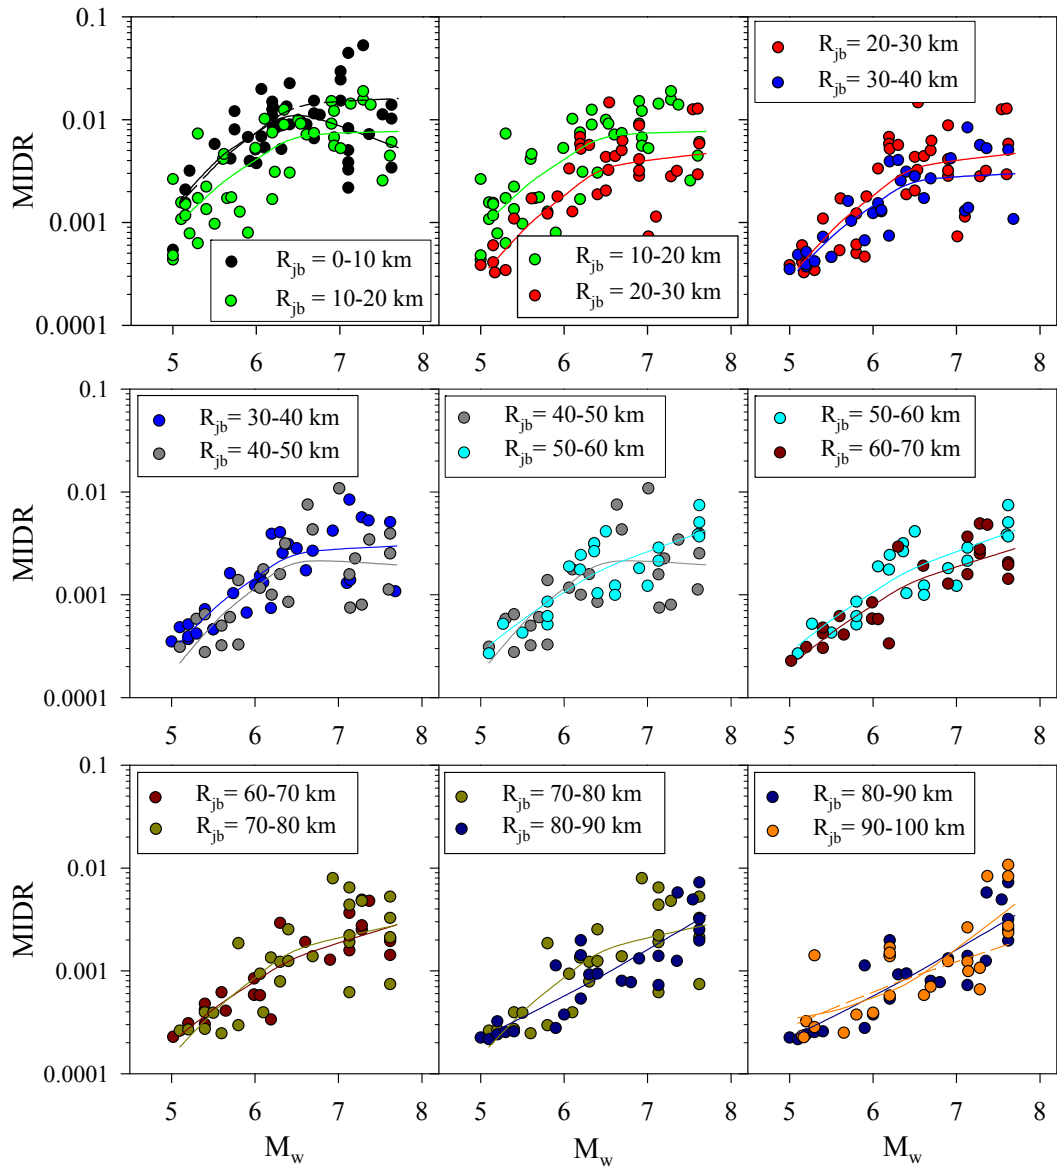 0.1
0.01
0.001
0.0001
MIDR
R_jb = 0-10 km
R_jb = 10-20 km
R_jb = 10-20 km
R_jb = 20-30 km
R_jb= 20-30 km
R_jb= 30-40 km
5 6 7 8
5 6 7 8
5 6 7 8
0.1
0.01
0.001
0.0001
MIDR
R_jb= 30-40 km
R_jb= 40-50 km
R_jb= 40-50 km
R_jb= 50-60 km
R_jb= 50-60 km
R_jb= 60-70 km
5 6 7 8
5 6 7 8
5 6 7 8
0.1
0.01
0.001
0.0001
MIDR
R_jb= 60-70 km
R_jb= 70-80 km
R_jb= 70-80 km
R_jb= 80-90 km
R_jb= 80-90 km
R_jb= 90-100 km
5 6 7 8
5 6 7 8
5 6 7 8
M_w
M_w
M_w